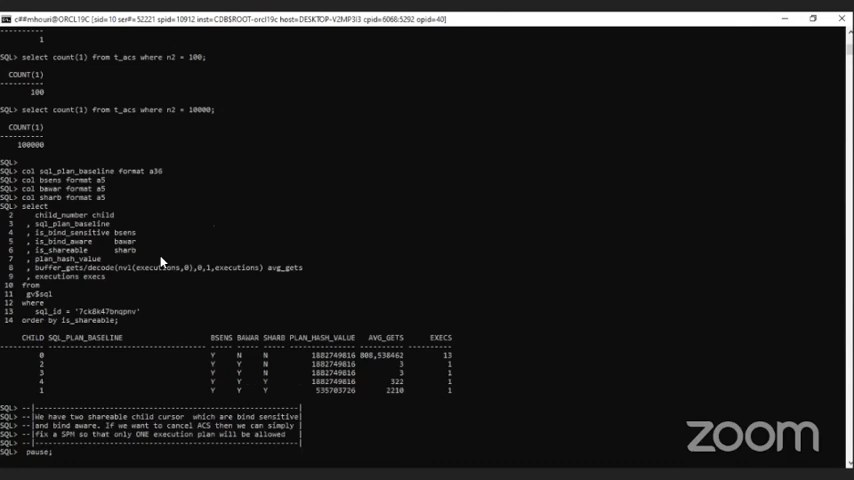 c##mhouri@ORCL19C [sid=10 ser#=52221 spid=10912 inst=CDB$ROOT-orcl19c host=DESKTOP-V2MP3I3 cpid=6068:5292 opid=40]
----------
1
SQL> select count(1) from t_acs where n2 = 100;
COUNT(1)
----------
100
SQL> select count(1) from t_acs where n2 = 10000;
COUNT(1)
----------
100000
SQL>
SQL> col sql_plan_baseline format a36
SQL> col bsens format a5
SQL> col bawar format a5
SQL> col sharb format a5
SQL> select
2 child_number child
3 , sql_plan_baseline
4 , is_bind_sensitive bsens
5 , is_bind_aware bawar
6 , is_shareable sharb
7 , plan_hash_value
8 , buffer_gets/decode(nvl(executions,0),0,1,executions) avg_gets
9 , executions execs
10 from
11 gv$sql
12 where
13 sql_id = '7ck8k47bnqpnv'
14 order by is_shareable;
CHILD SQL_PLAN_BASELINE BSENS BAWAR SHARB PLAN_HASH_VALUE AVG_GETS EXECS
---------- ------------------------------------ ----- ----- ----- --------------- ---------- ----------
0 Y N N 1882749816 808,538462 13
2 Y Y N 1882749816 3 1
3 Y Y N 1882749816 3 1
4 Y Y Y 1882749816 322 1
1 Y Y Y 535703726 2210 1
SQL> --|------------------------------------------------------------|
SQL> --|We have two shareable child cursor which are bind sensitive|
SQL> --|and bind aware. If we want to cancel ACS then we can simply |
SQL> --|fix a SPM so that only ONE execution plan will be allowed |
SQL> --|------------------------------------------------------------|
SQL> pause;
zoom